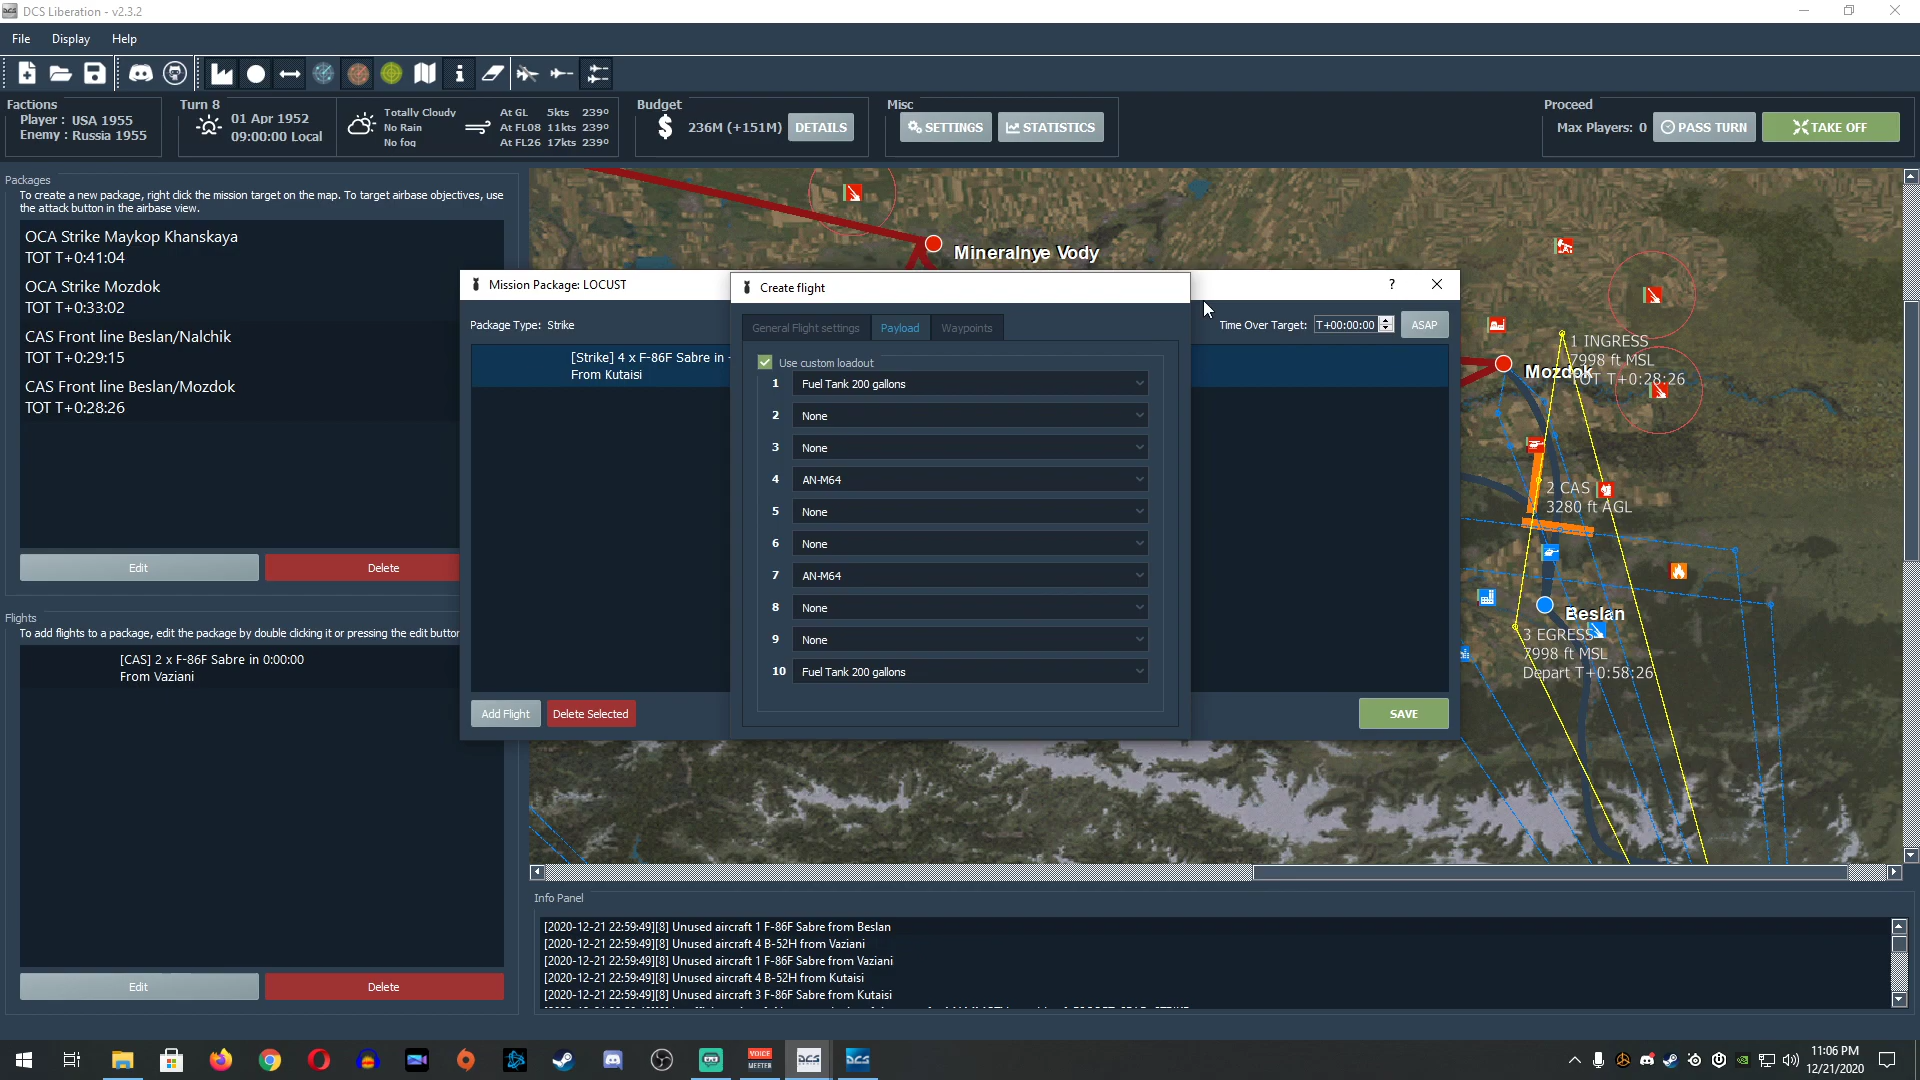 DCS Liberation - v2.3.2
File Display Help
Factions
Player : USA 1955
Enemy : Russia 1955
Turn 8
01 Apr 1952
09:00:00 Local
Totally Cloudy
No Rain
No fog
At GL 5kts 239º
At FL08 11kts 239º
At FL26 17kts 239º
Budget
236M (+151M) DETAILS
Misc
SETTINGS STATISTICS
Proceed
Max Players: 0 PASS TURN TAKE OFF
Packages
To create a new package, right click the mission target on the map. To target airbase objectives, use
the attack button in the airbase view.
OCA Strike Maykop Khanskaya
TOT T+0:41:04
OCA Strike Mozdok
TOT T+0:33:02
CAS Front line Beslan/Nalchik
TOT T+0:29:15
CAS Front line Beslan/Mozdok
TOT T+0:28:26
Edit Delete
Flights
To add flights to a package, edit the package by double clicking it or pressing the edit button
[CAS] 2 x F-86F Sabre in 0:00:00
From Vaziani
Edit Delete
Mission Package: LOCUST
?
Package Type: Strike
Time Over Target: T+00:00:00 ASAP
[Strike] 4 x F-86F Sabre in
From Kutaisi
Add Flight Delete Selected SAVE
Create flight
General Flight settings Payload Waypoints
Use custom loadout
1 Fuel Tank 200 gallons
2 None
3 None
4 AN-M64
5 None
6 None
7 AN-M64
8 None
9 None
10 Fuel Tank 200 gallons
Mineralnye Vody
Mozdok
1 INGRESS
7998 ft MSL
TOT T+0:28:26
2 CAS
3280 ft AGL
Beslan
3 EGRESS
7998 ft MSL
Depart T+0:58:26
Info Panel
[2020-12-21 22:59:49][8] Unused aircraft 1 F-86F Sabre from Beslan
[2020-12-21 22:59:49][8] Unused aircraft 4 B-52H from Vaziani
[2020-12-21 22:59:49][8] Unused aircraft 1 F-86F Sabre from Vaziani
[2020-12-21 22:59:49][8] Unused aircraft 4 B-52H from Kutaisi
[2020-12-21 22:59:49][8] Unused aircraft 3 F-86F Sabre from Kutaisi
VOICE
MEETER
DCS
DCS
11:06 PM
12/21/2020